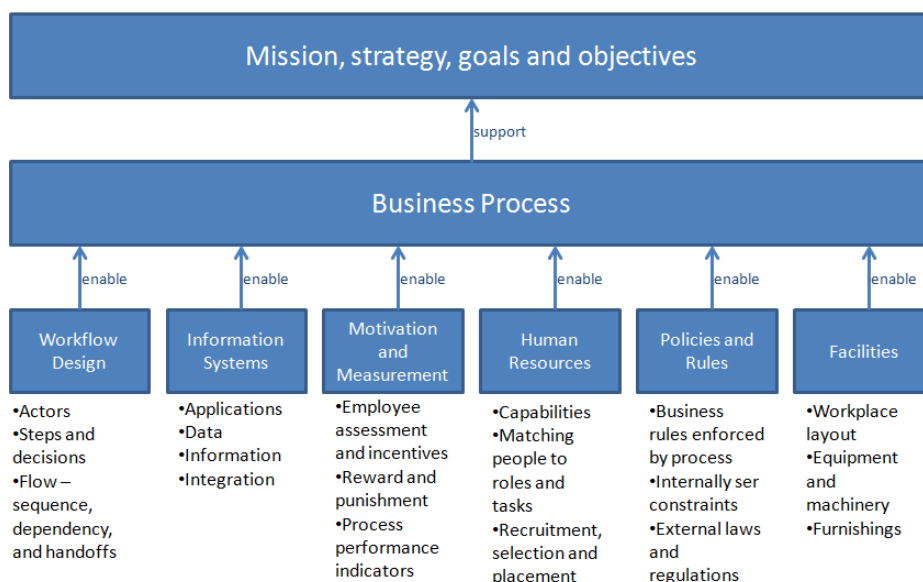 Mission, strategy, goals and objectives
support
Business Process
enable
enable
enable
enable
enable
enable
Workflow
Design
Information
Systems
Motivation
and
Measurement
Human
Resources
Policies and
Rules
Facilities
•Actors
•Steps and
decisions
•Flow –
sequence,
dependency,
and handoffs
•Applications
•Data
•Information
•Integration
•Employee
assessment
and incentives
•Reward and
punishment
•Process
performance
indicators
•Capabilities
•Matching
people to
roles and
tasks
•Recruitment,
selection and
placement
•Business
rules enforced
by process
•Internally ser
constraints
•External laws
and
regulations
•Workplace
layout
•Equipment
and
machinery
•Furnishings